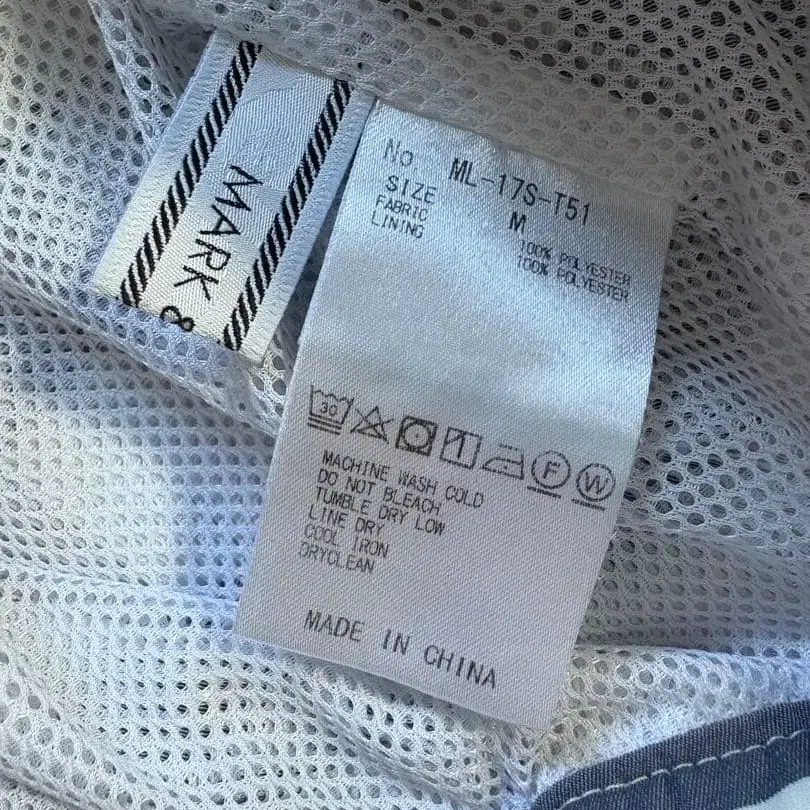 MARK &
No ML-17S-T51
SIZE M
FABRIC 100% POLYESTER
LINING 100% POLYESTER
30 F W
MACHINE WASH COLD
DO NOT BLEACH
TUMBLE DRY LOW
LINE DRY
COOL IRON
DRYCLEAN
MADE IN CHINA